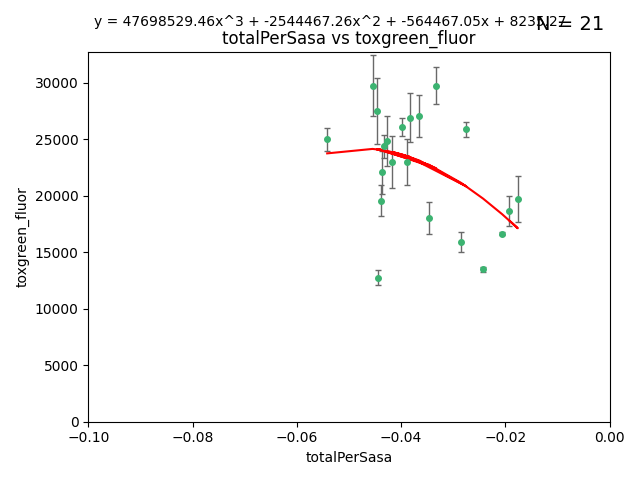 y = 47698529.46x^3 + -2544467.26x^2 + -564467.05x + 8235.27
N = 21
totalPerSasa vs toxgreen_fluor
toxgreen_fluor
30000
25000
20000
15000
10000
5000
0
−0.10 −0.08 −0.06 −0.04 −0.02 0.00
totalPerSasa